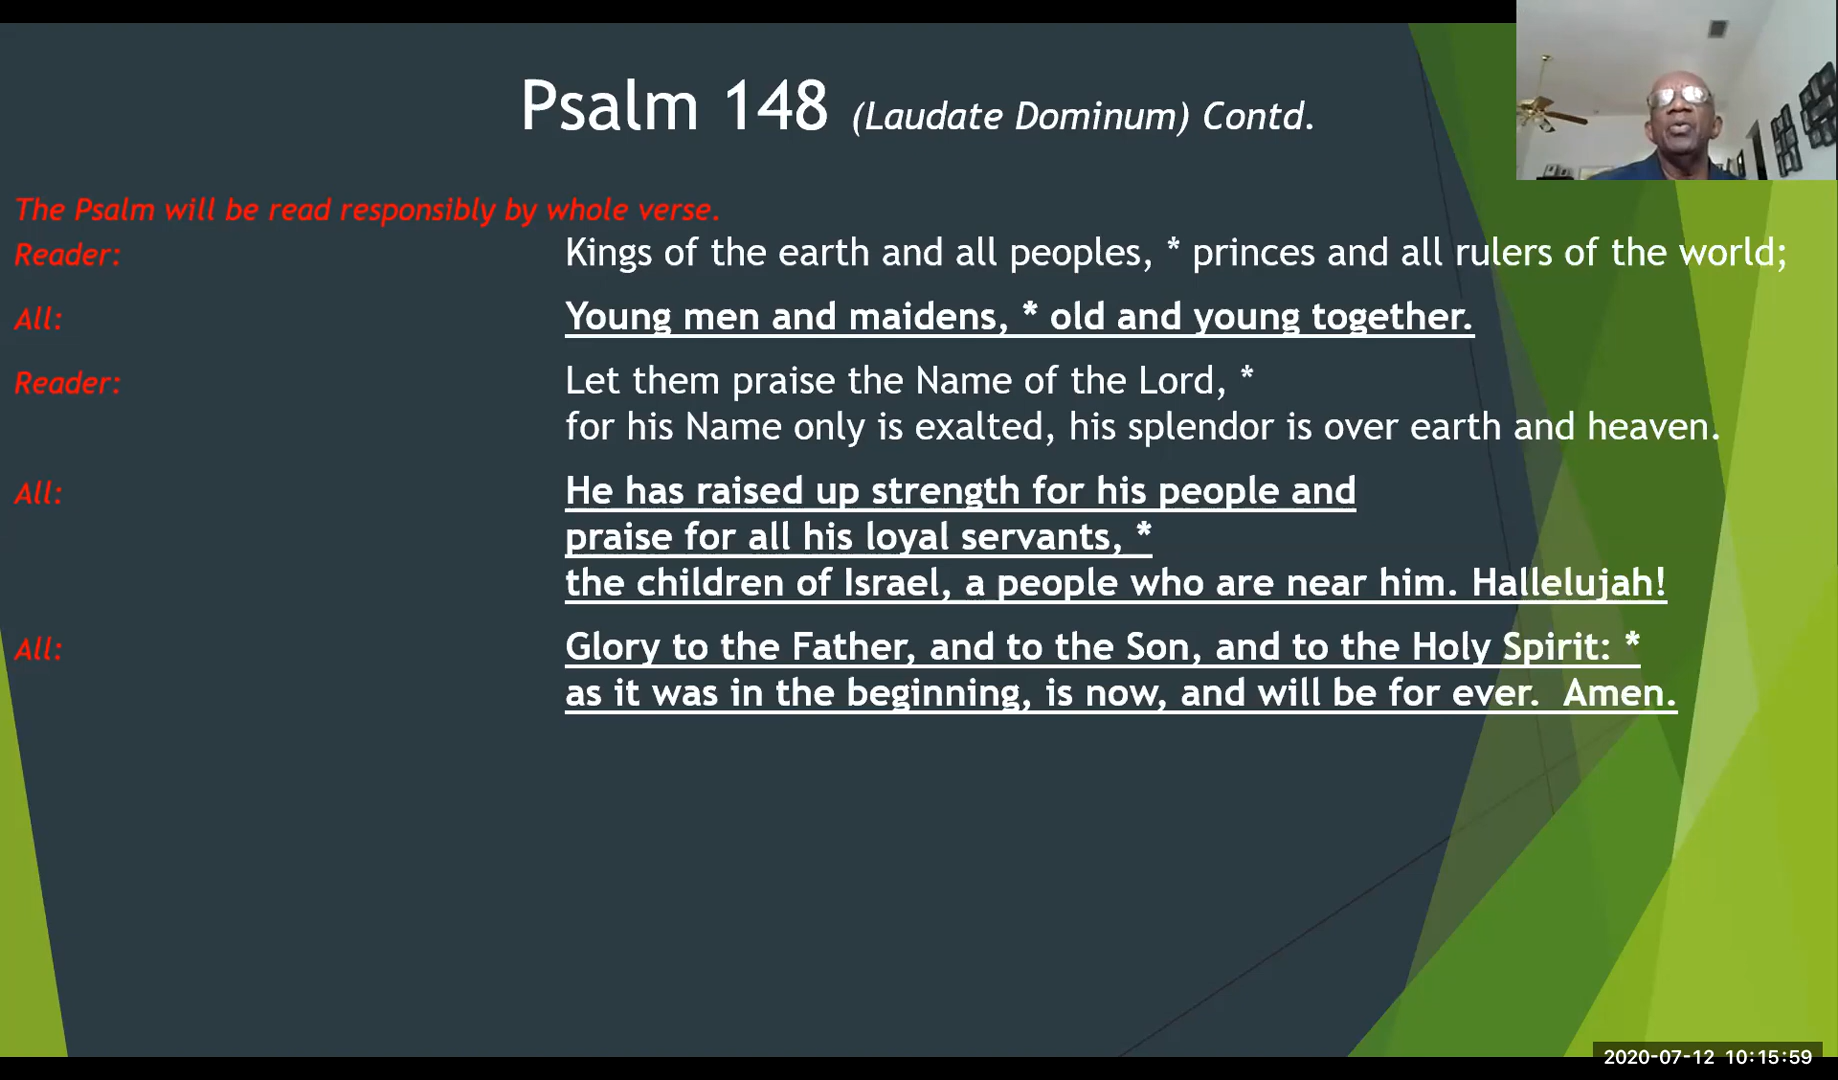 Psalm 148 (Laudate Dominum) Contd.
The Psalm will be read responsibly by whole verse.
Reader: Kings of the earth and all peoples, * princes and all rulers of the world;
All: Young men and maidens, * old and young together.
Reader: Let them praise the Name of the Lord, *
for his Name only is exalted, his splendor is over earth and heaven.
All: He has raised up strength for his people and
praise for all his loyal servants, *
the children of Israel, a people who are near him. Hallelujah!
All: Glory to the Father, and to the Son, and to the Holy Spirit: *
as it was in the beginning, is now, and will be for ever.  Amen.
2020-07-12 10:15:59